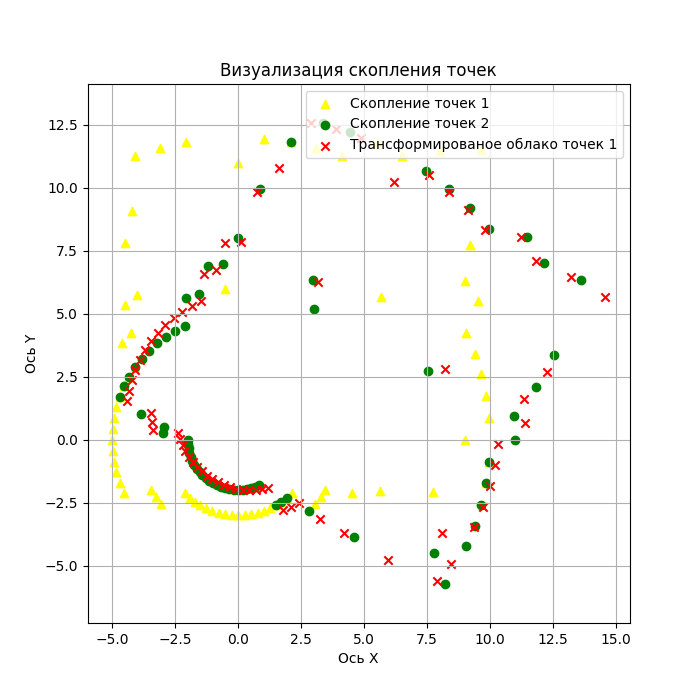 Визуализация скопления точек
Скопление точек 1
Скопление точек 2
Трансформированое облако точек 1
Ось Y
12.5
10.0
7.5
5.0
2.5
0.0
−2.5
−5.0
−5.0 −2.5 0.0 2.5 5.0 7.5 10.0 12.5 15.0
Ось X